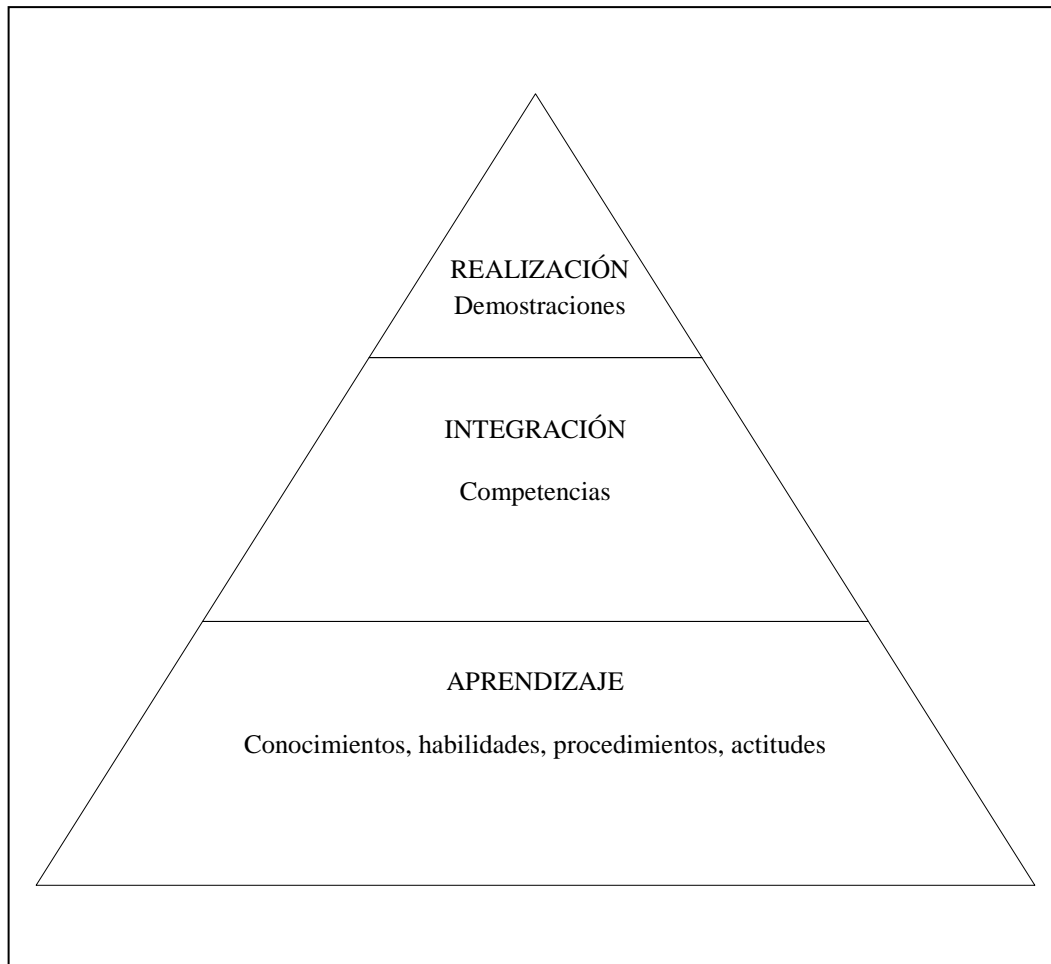 REALIZACIÓN
Demostraciones
INTEGRACIÓN
Competencias
APRENDIZAJE
Conocimientos, habilidades, procedimientos, actitudes